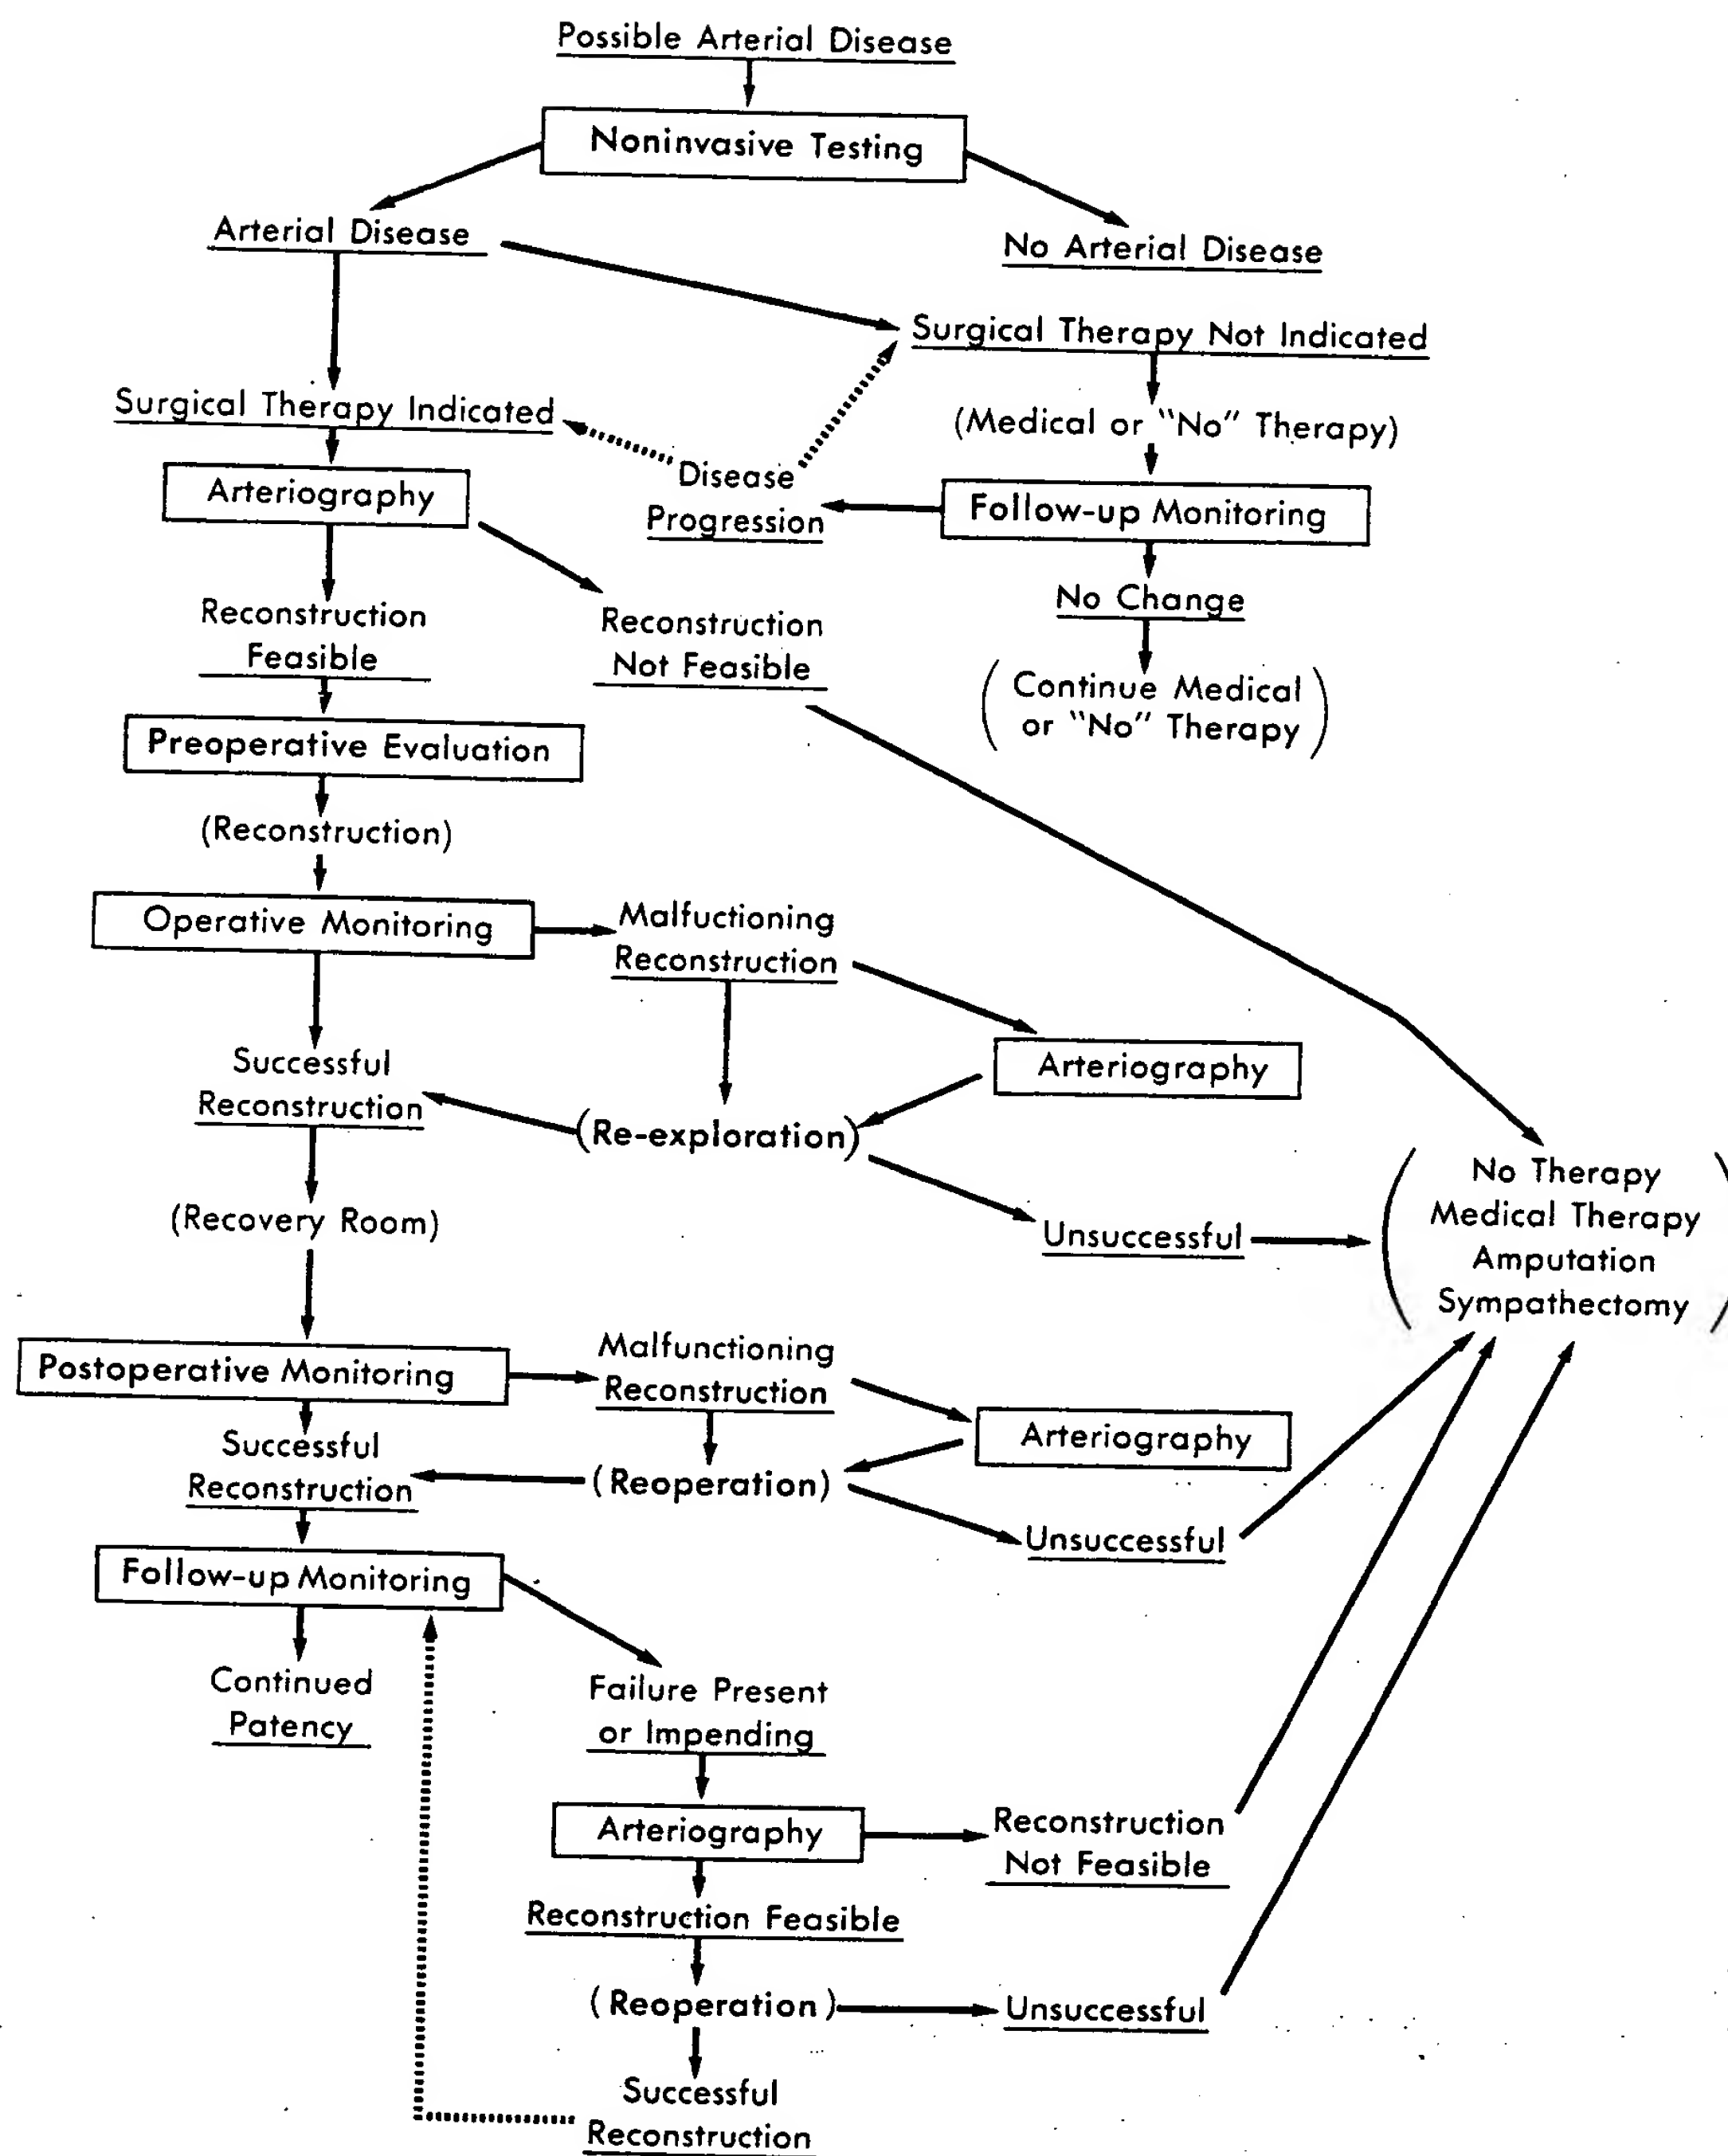 Possible Arterial Disease
Noninvasive Testing
Arterial Disease
No Arterial Disease
Surgical Therapy Not Indicated
Surgical Therapy Indicated
(Medical or "No" Therapy)
Disease
Progression
Arteriography
Follow-up Monitoring
Reconstruction
Feasible
Reconstruction
Not Feasible
No Change
(Continue Medical
or "No" Therapy)
Preoperative Evaluation
(Reconstruction)
Operative Monitoring
Malfuctioning
Reconstruction
Arteriography
Successful
Reconstruction
(Re-exploration)
(Recovery Room)
Unsuccessful
(No Therapy
Medical Therapy
Amputation
Sympathectomy)
Postoperative Monitoring
Malfunctioning
Reconstruction
Arteriography
Successful
Reconstruction
(Reoperation)
Unsuccessful
Follow-up Monitoring
Continued
Patency
Failure Present
or Impending
Arteriography
Reconstruction
Not Feasible
Reconstruction Feasible
(Reoperation)
Unsuccessful
Successful
Reconstruction